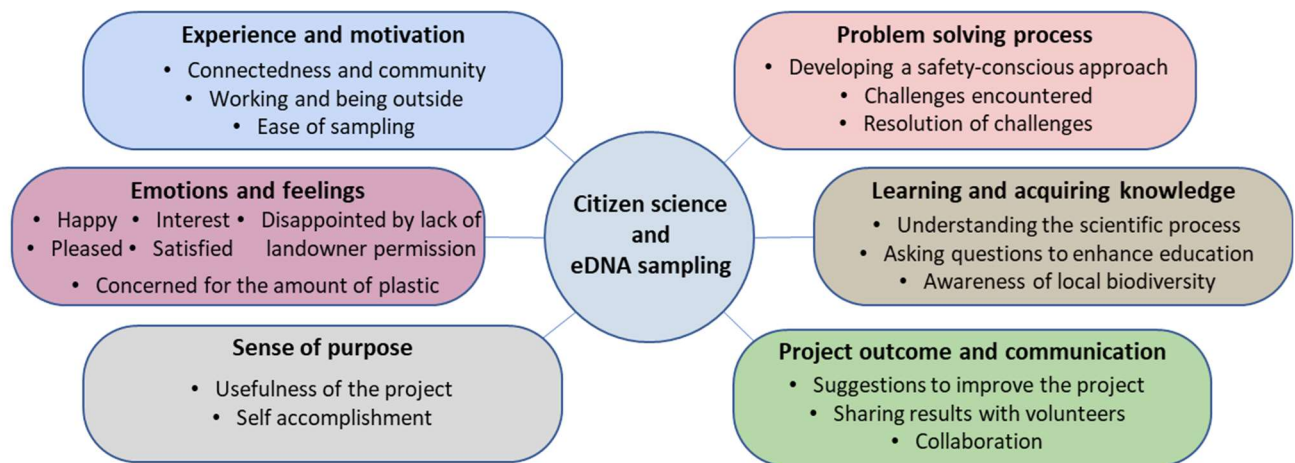 Experience and motivation
• Connectedness and community
• Working and being outside
• Ease of sampling
Problem solving process
• Developing a safety-conscious approach
• Challenges encountered
• Resolution of challenges
Emotions and feelings
• Happy • Interest • Disappointed by lack of
• Pleased • Satisfied landowner permission
• Concerned for the amount of plastic
Citizen science
and
eDNA sampling
Learning and acquiring knowledge
• Understanding the scientific process
• Asking questions to enhance education
• Awareness of local biodiversity
Sense of purpose
• Usefulness of the project
• Self accomplishment
Project outcome and communication
• Suggestions to improve the project
• Sharing results with volunteers
• Collaboration